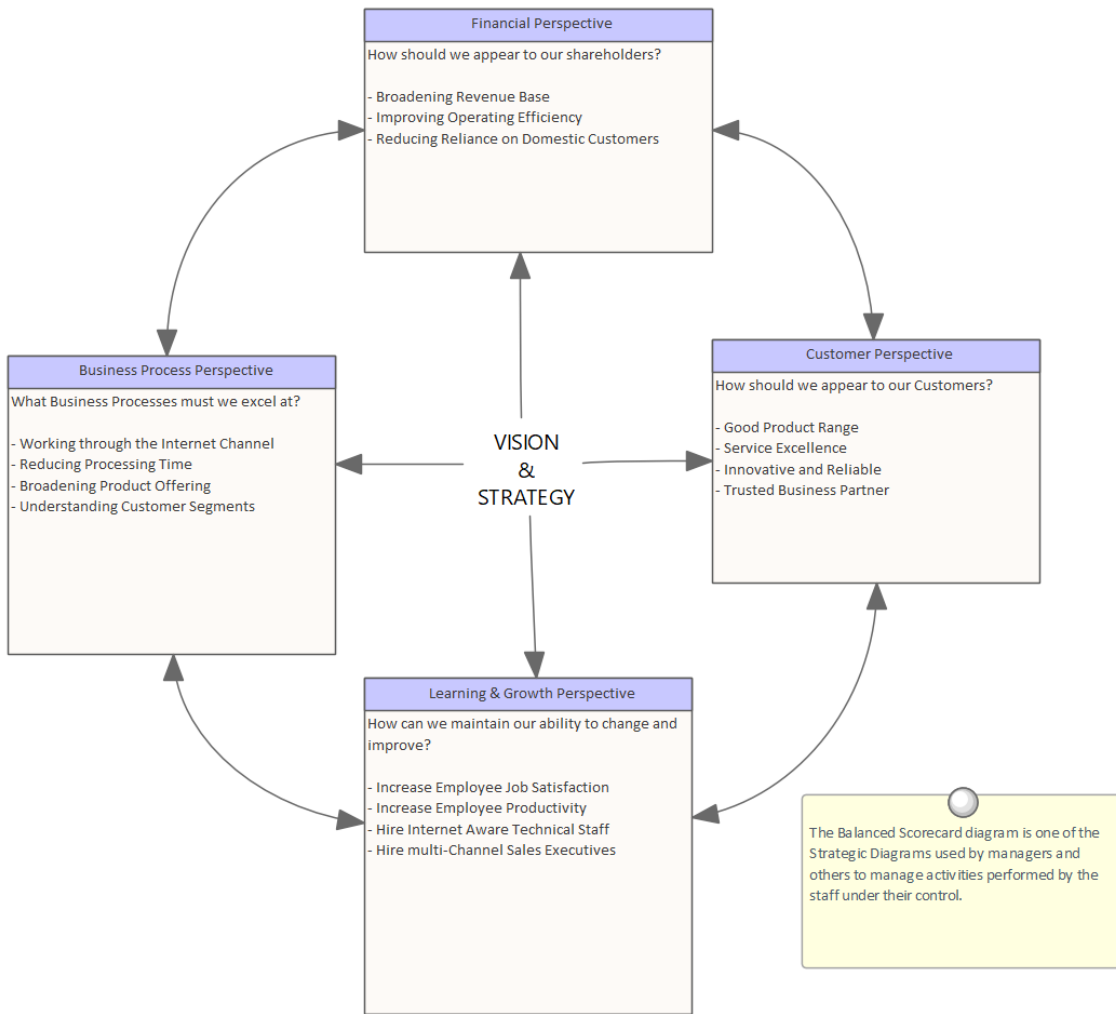 Financial Perspective
How should we appear to our shareholders?
- Broadening Revenue Base
- Improving Operating Efficiency
- Reducing Reliance on Domestic Customers
Business Process Perspective
What Business Processes must we excel at?
- Working through the Internet Channel
- Reducing Processing Time
- Broadening Product Offering
- Understanding Customer Segments
VISION
&
STRATEGY
Customer Perspective
How should we appear to our Customers?
- Good Product Range
- Service Excellence
- Innovative and Reliable
- Trusted Business Partner
Learning & Growth Perspective
How can we maintain our ability to change and
improve?
- Increase Employee Job Satisfaction
- Increase Employee Productivity
- Hire Internet Aware Technical Staff
- Hire multi-Channel Sales Executives
The Balanced Scorecard diagram is one of the
Strategic Diagrams used by managers and
others to manage activities performed by the
staff under their control.